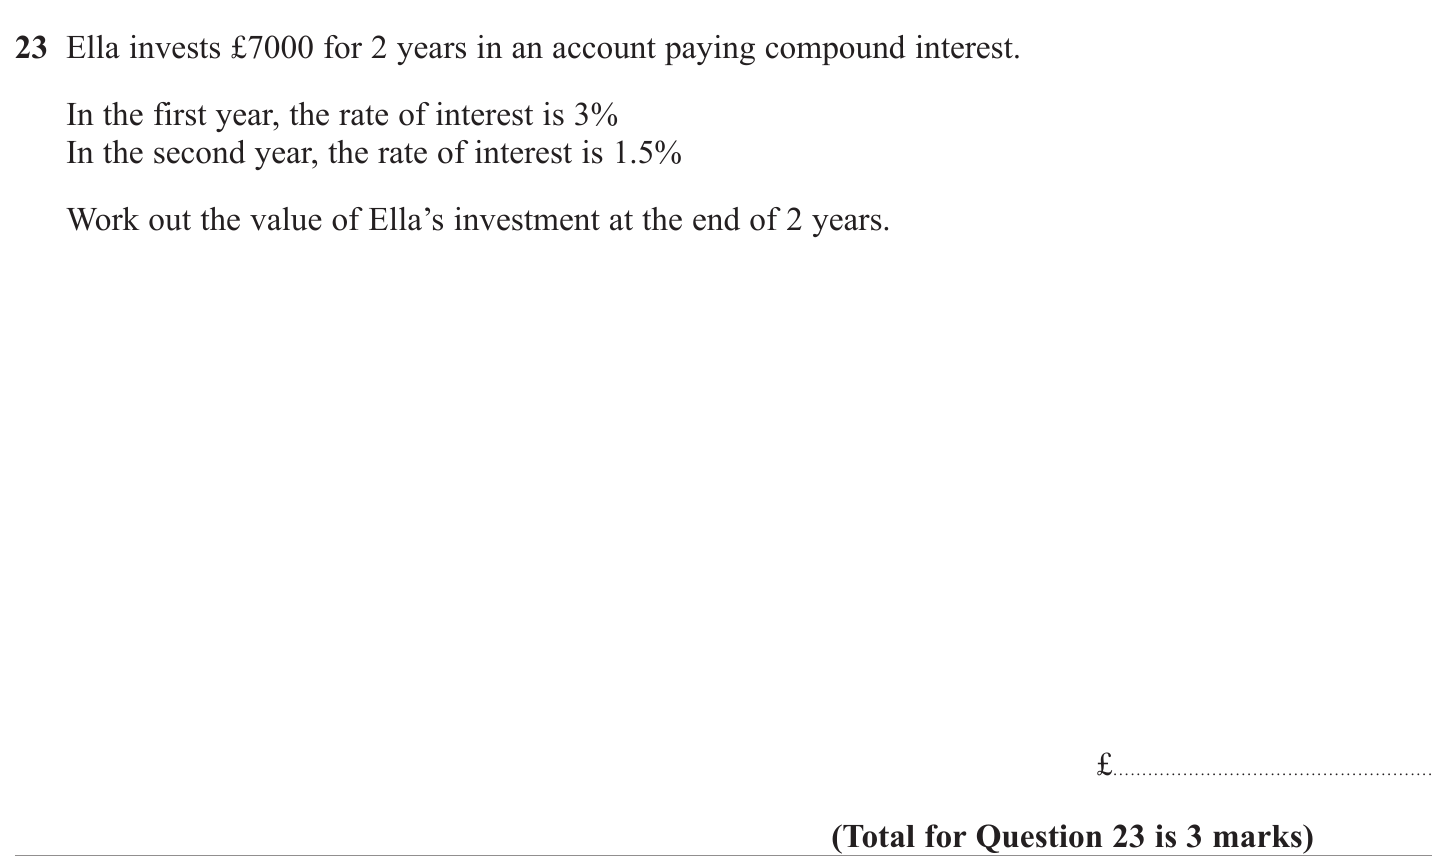 23 Ella invests £7000 for 2 years in an account paying compound interest.
In the first year, the rate of interest is 3%
In the second year, the rate of interest is 1.5%
Work out the value of Ella’s investment at the end of 2 years.
£......................................................
(Total for Question 23 is 3 marks)